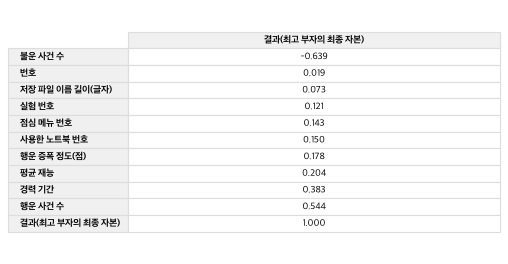 결과(최고 부자의 최종 자본)
불운 사건 수 -0.639
번호 0.019
저장 파일 이름 길이(글자) 0.073
실험 번호 0.121
점심 메뉴 번호 0.143
사용한 노트북 번호 0.150
행운 증폭 정도(점) 0.178
평균 재능 0.204
경력 기간 0.383
행운 사건 수 0.544
결과(최고 부자의 최종 자본) 1.000